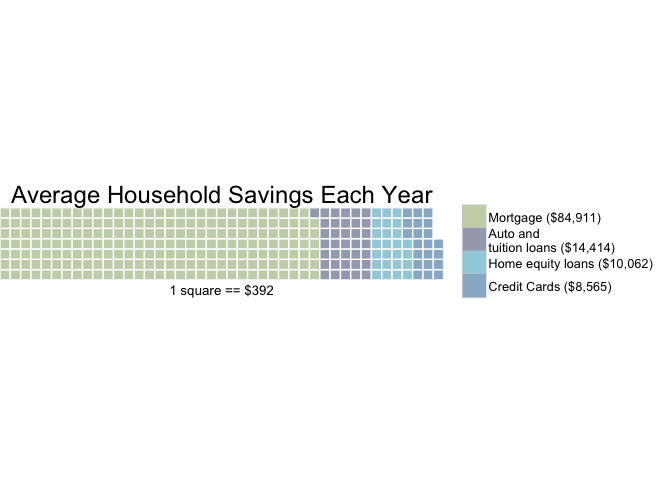 Average Household Savings Each Year
Mortgage ($84,911)
Auto and
tuition loans ($14,414)
Home equity loans ($10,062)
Credit Cards ($8,565)
1 square == $392